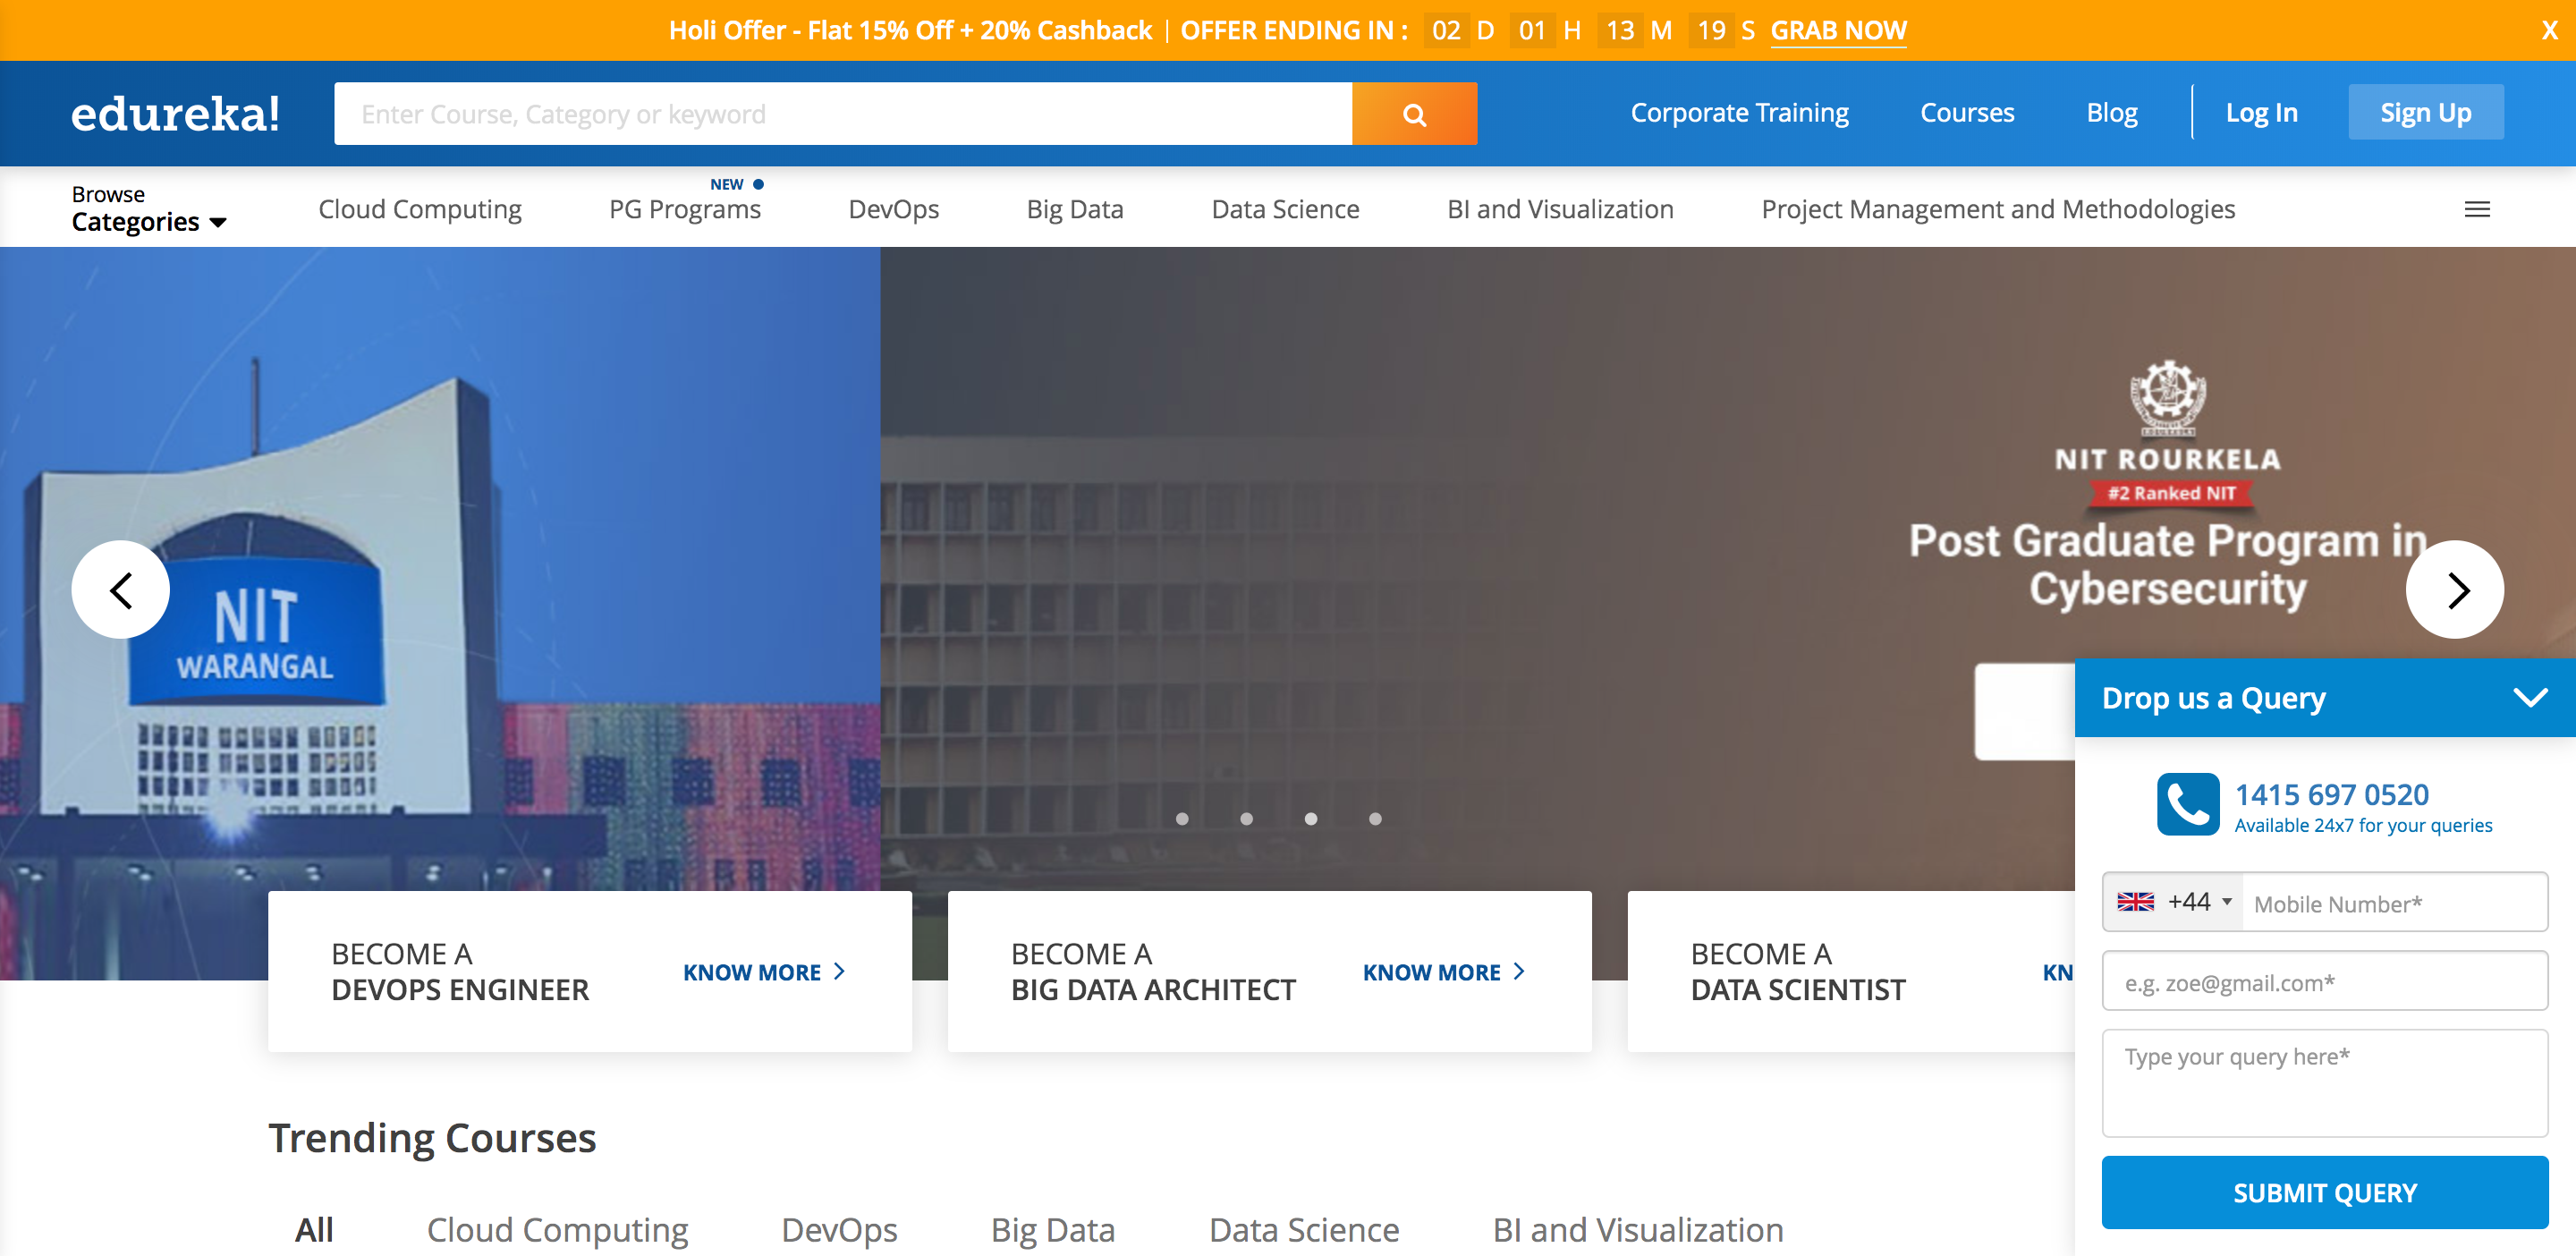 Holi Offer - Flat 15% Off + 20% Cashback | OFFER ENDING IN : 02 D 01 H 13 M 19 S GRAB NOW X
edureka!
Enter Course, Category or keyword
Corporate Training
Courses
Blog
Log In
Sign Up
Browse
Categories
Cloud Computing
NEW
PG Programs
DevOps
Big Data
Data Science
BI and Visualization
Project Management and Methodologies
NIT
WARANGAL
NIT ROURKELA
#2 Ranked NIT
Post Graduate Program in
Cybersecurity
BECOME A
DEVOPS ENGINEER
KNOW MORE
BECOME A
BIG DATA ARCHITECT
KNOW MORE
BECOME A
DATA SCIENTIST
KN
Drop us a Query
1415 697 0520
Available 24x7 for your queries
+44
Mobile Number*
e.g. zoe@gmail.com*
Type your query here*
SUBMIT QUERY
Trending Courses
All
Cloud Computing
DevOps
Big Data
Data Science
BI and Visualization